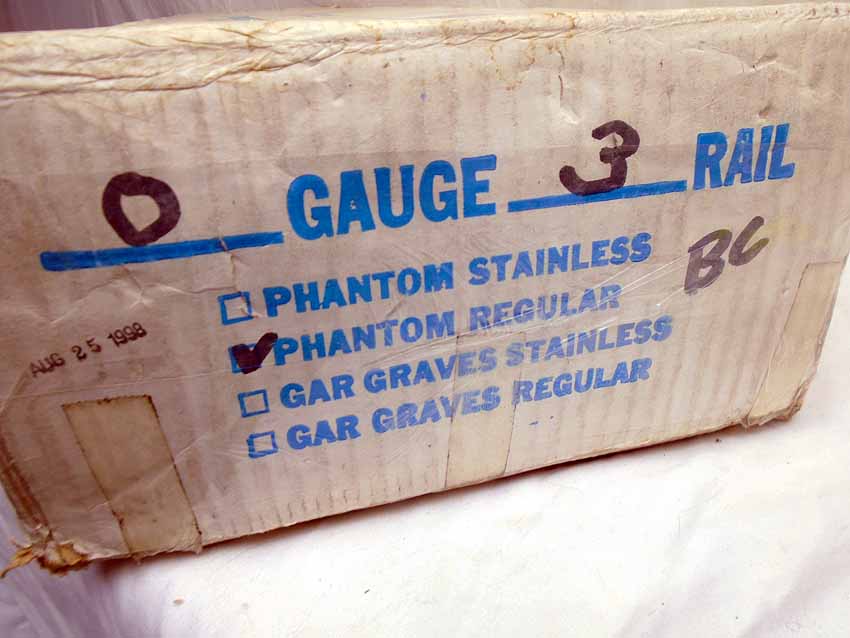 O GAUGE 3 RAIL
PHANTOM STAINLESS
BC
PHANTOM REGULAR
AUG 25 1998
GAR GRAVES STAINLESS
GAR GRAVES REGULAR